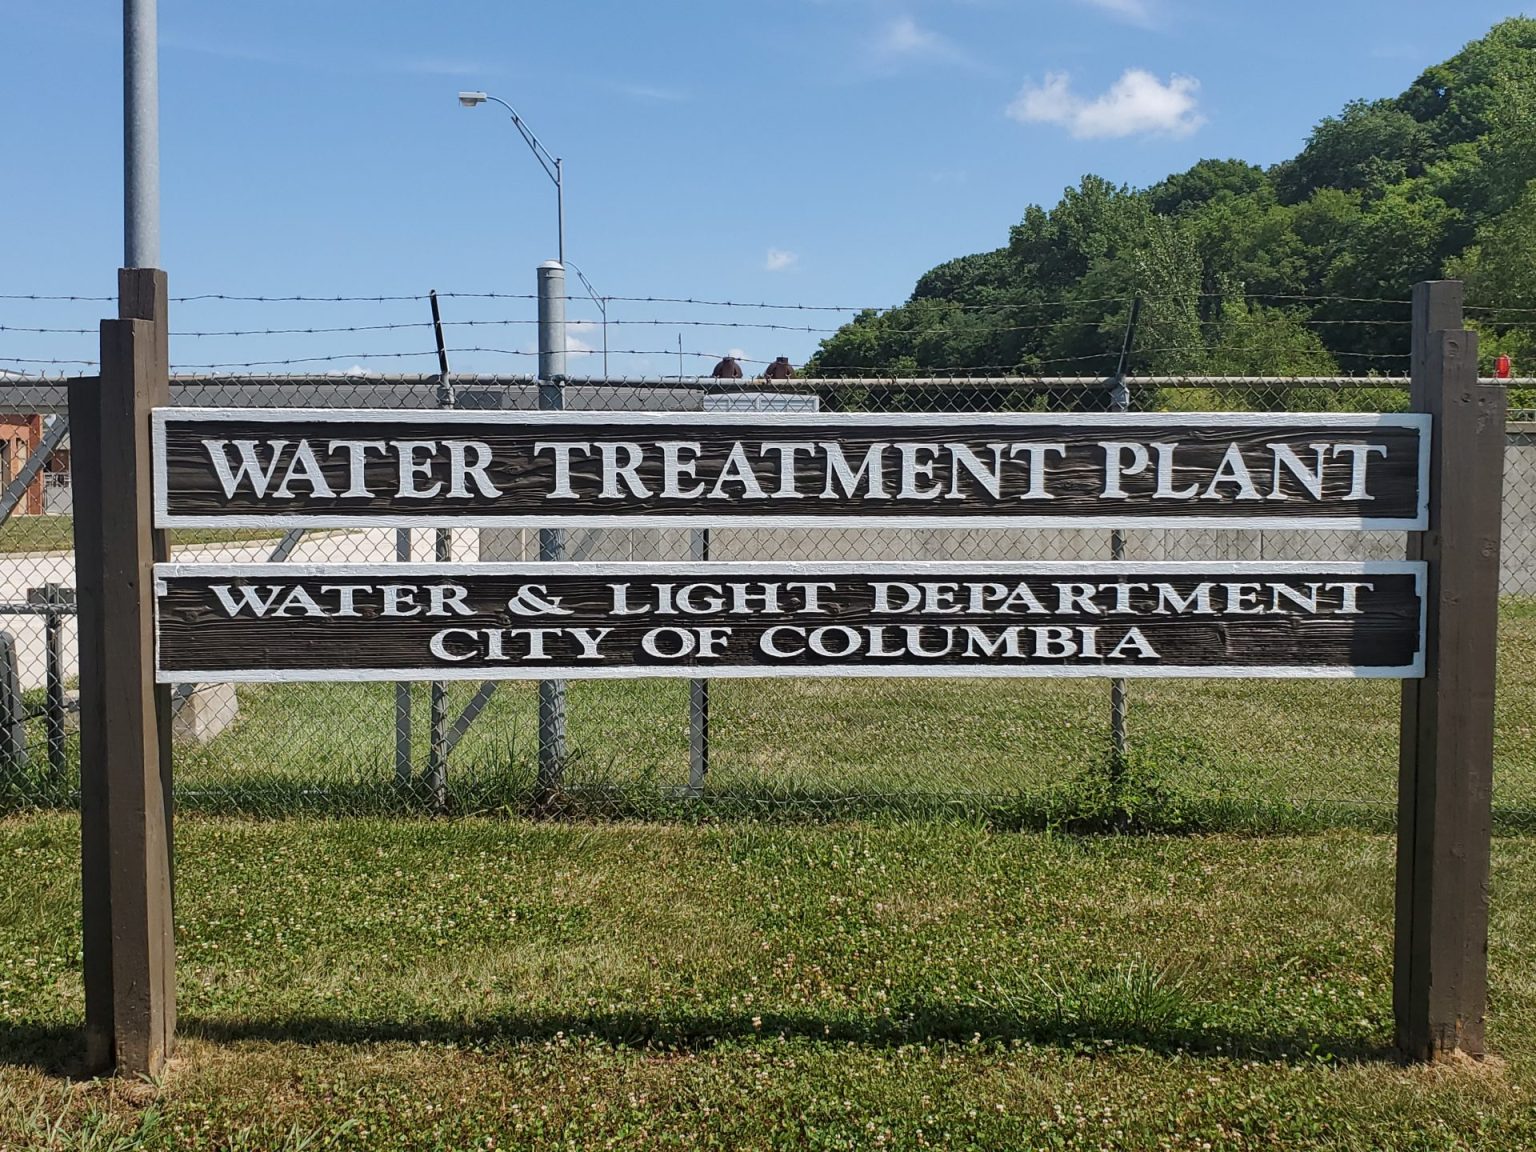 WATER TREATMENT PLANT
WATER & LIGHT DEPARTMENT
CITY OF COLUMBIA